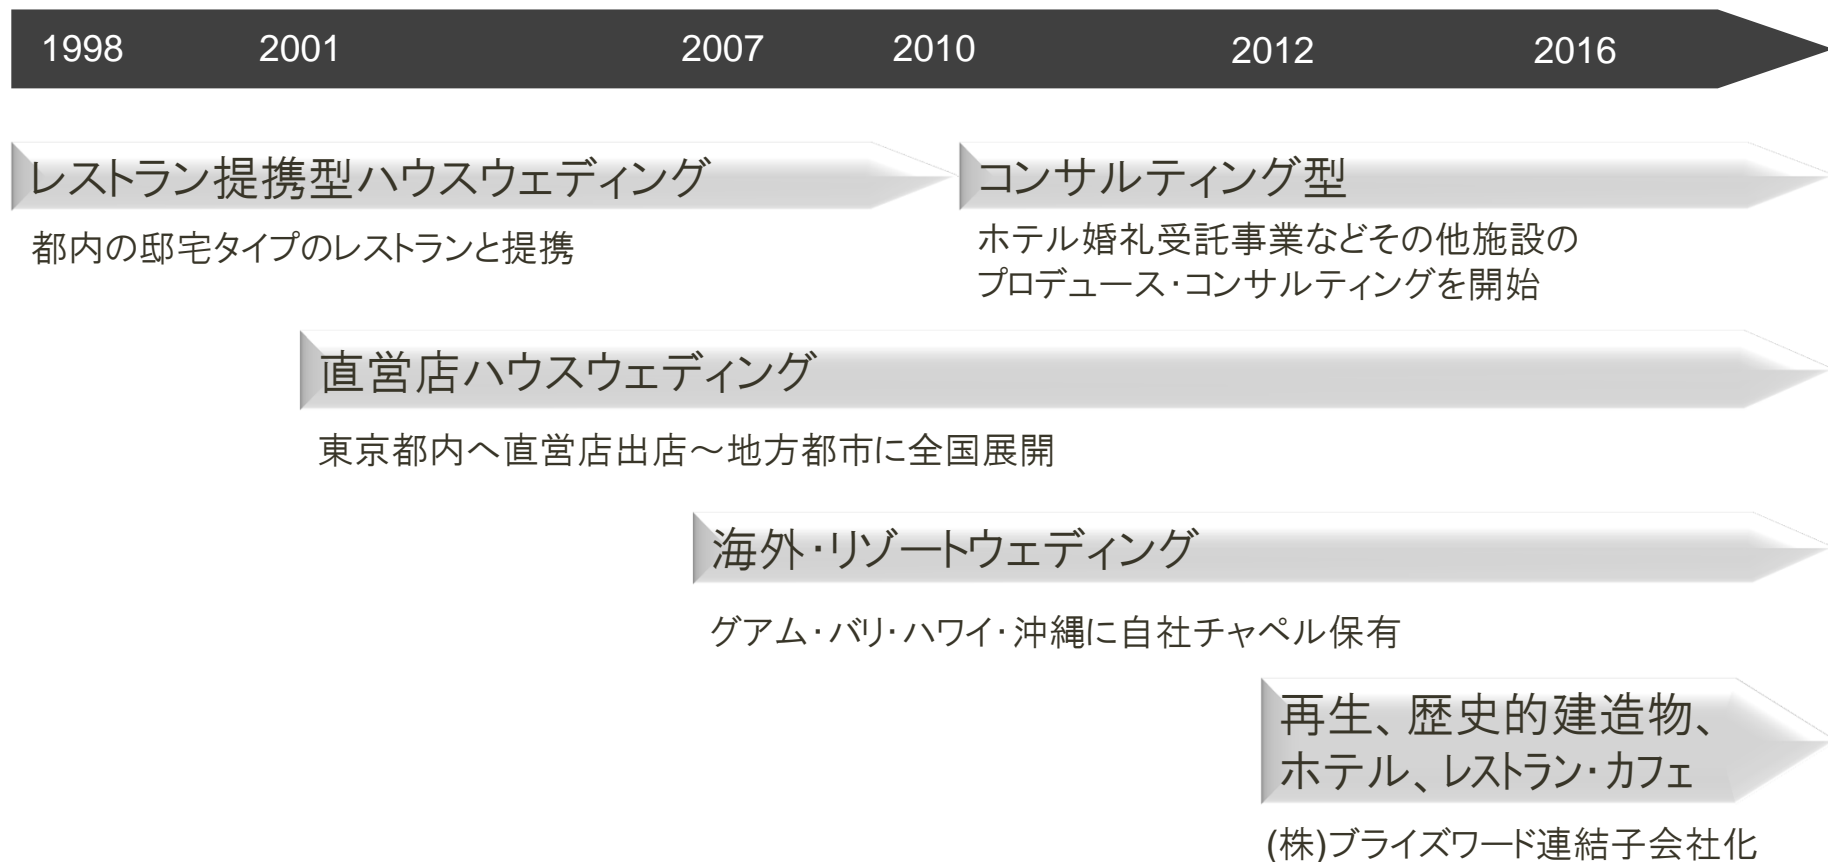 1998 2001 2007 2010 2012 2016
レストラン提携型ハウスウェディング
都内の邸宅タイプのレストランと提携
コンサルティング型
ホテル婚礼受託事業などその他施設の
プロデュース・コンサルティングを開始
直営店ハウスウェディング
東京都内へ直営店出店～地方都市に全国展開
海外・リゾートウェディング
グアム・バリ・ハワイ・沖縄に自社チャペル保有
再生、歴史的建造物、
ホテル、レストラン・カフェ
(株)ブライズワード連結子会社化